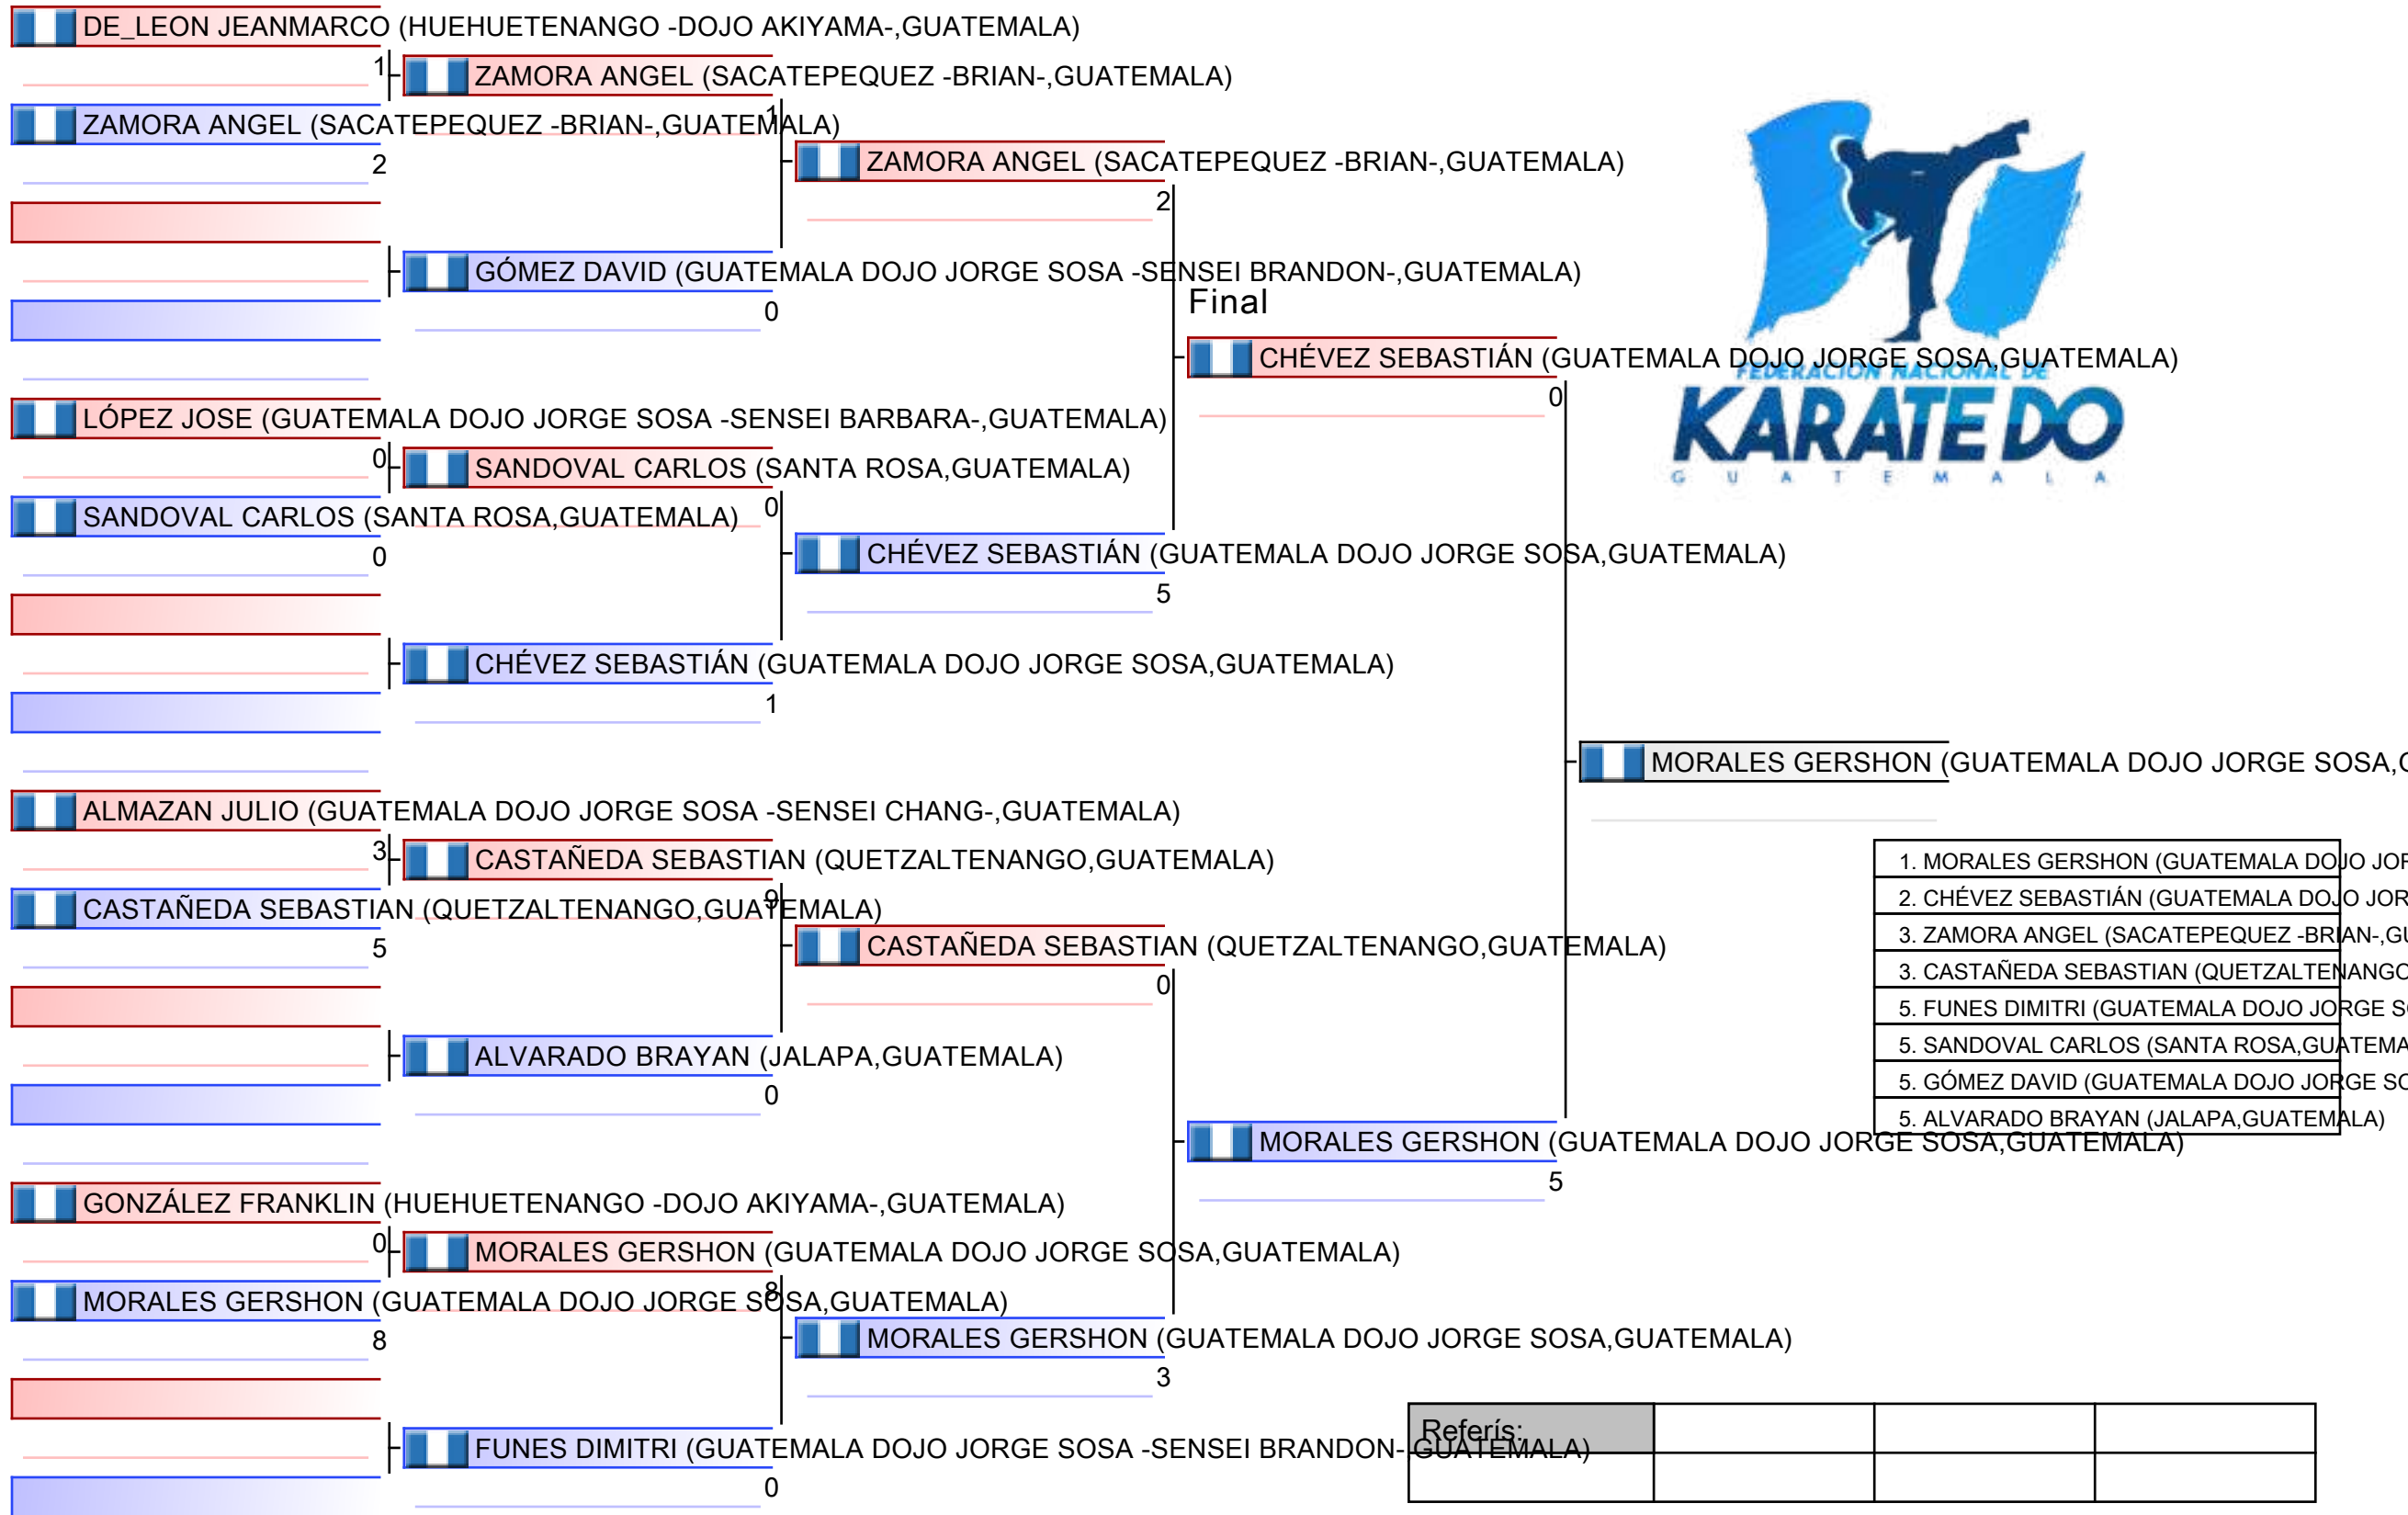 DE_LEON JEANMARCO (HUEHUETENANGO -DOJO AKIYAMA-,GUATEMALA)
1
ZAMORA ANGEL (SACATEPEQUEZ -BRIAN-,GUATEMALA)
2
LÓPEZ JOSE (GUATEMALA DOJO JORGE SOSA -SENSEI BARBARA-,GUATEMALA)
0
SANDOVAL CARLOS (SANTA ROSA,GUATEMALA)
0
ALMAZAN JULIO (GUATEMALA DOJO JORGE SOSA -SENSEI CHANG-,GUATEMALA)
3
CASTAÑEDA SEBASTIAN (QUETZALTENANGO,GUATEMALA)
5
GONZÁLEZ FRANKLIN (HUEHUETENANGO -DOJO AKIYAMA-,GUATEMALA)
0
MORALES GERSHON (GUATEMALA DOJO JORGE SOSA,GUATEMALA)
8
ZAMORA ANGEL (SACATEPEQUEZ -BRIAN-,GUATEMALA)
1
GÓMEZ DAVID (GUATEMALA DOJO JORGE SOSA -SENSEI BRANDON-,GUATEMALA)
0
SANDOVAL CARLOS (SANTA ROSA,GUATEMALA)
0
CHÉVEZ SEBASTIÁN (GUATEMALA DOJO JORGE SOSA,GUATEMALA)
1
CASTAÑEDA SEBASTIAN (QUETZALTENANGO,GUATEMALA)
9
ALVARADO BRAYAN (JALAPA,GUATEMALA)
0
MORALES GERSHON (GUATEMALA DOJO JORGE SOSA,GUATEMALA)
8
FUNES DIMITRI (GUATEMALA DOJO JORGE SOSA -SENSEI BRANDON-,GUATEMALA)
0
ZAMORA ANGEL (SACATEPEQUEZ -BRIAN-,GUATEMALA)
2
CHÉVEZ SEBASTIÁN (GUATEMALA DOJO JORGE SOSA,GUATEMALA)
5
CASTAÑEDA SEBASTIAN (QUETZALTENANGO,GUATEMALA)
0
MORALES GERSHON (GUATEMALA DOJO JORGE SOSA,GUATEMALA)
3
Final
CHÉVEZ SEBASTIÁN (GUATEMALA DOJO JORGE SOSA,GUATEMALA)
0
MORALES GERSHON (GUATEMALA DOJO JORGE SOSA,GUATEMALA)
5
MORALES GERSHON (GUATEMALA DOJO JORGE SOSA,
FEDERACIÓN NACIONAL DE
KARATE DO
GUATEMALA
1. MORALES GERSHON (GUATEMALA DOJO JOR
2. CHÉVEZ SEBASTIÁN (GUATEMALA DOJO JOR
3. ZAMORA ANGEL (SACATEPEQUEZ -BRIAN-,GU
3. CASTAÑEDA SEBASTIAN (QUETZALTENANGO
5. FUNES DIMITRI (GUATEMALA DOJO JORGE SO
5. SANDOVAL CARLOS (SANTA ROSA,GUATEMA
5. GÓMEZ DAVID (GUATEMALA DOJO JORGE SO
5. ALVARADO BRAYAN (JALAPA,GUATEMALA)
Referís: